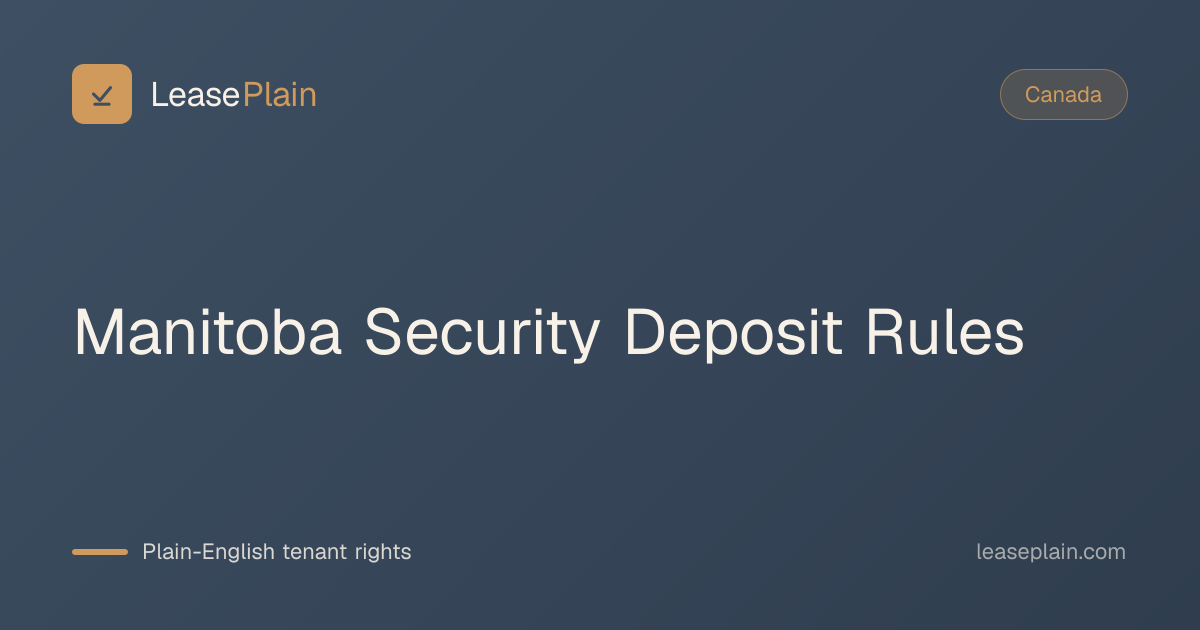 LeasePlain
Canada
Manitoba Security Deposit Rules
Plain-English tenant rights
leaseplain.com